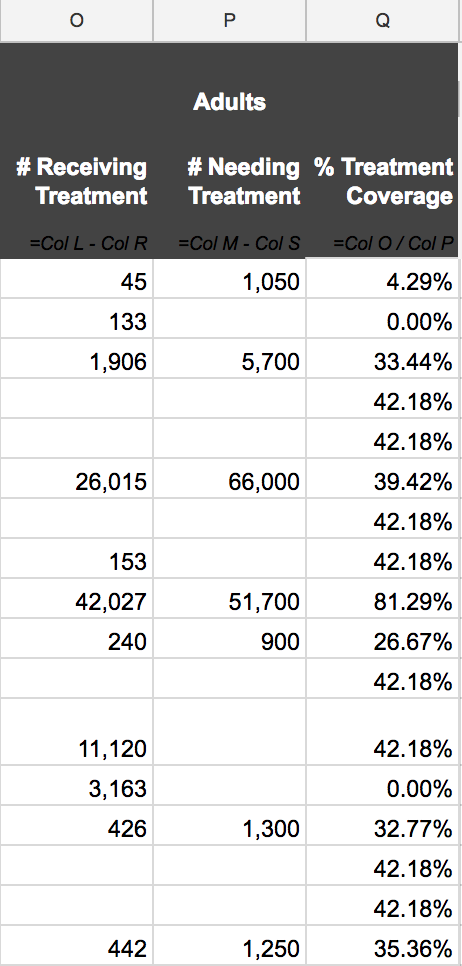 O P Q
Adults
# Receiving # Needing % Treatment
Treatment Treatment Coverage
=Col L - Col R =Col M - Col S =Col O / Col P
45 1,050 4.29%
133 0.00%
1,906 5,700 33.44%
42.18%
42.18%
26,015 66,000 39.42%
42.18%
153 42.18%
42,027 51,700 81.29%
240 900 26.67%
42.18%
11,120 42.18%
3,163 0.00%
426 1,300 32.77%
42.18%
42.18%
442 1,250 35.36%